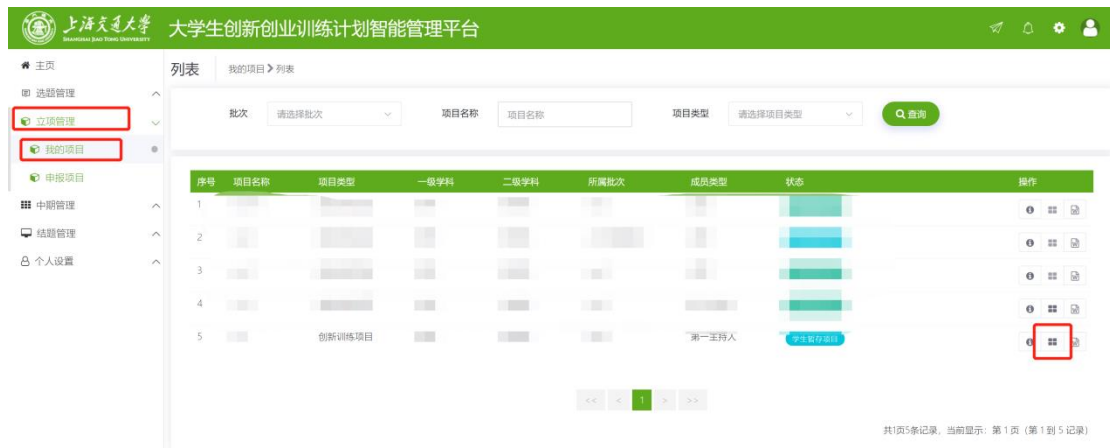 上海交通大学 大学生创新创业训练计划智能管理平台
SHANGHAI JIAO TONG UNIVERSITY
主页
列表 我的项目 > 列表
选题管理
立项管理
批次 请选择批次 项目名称 项目名称 项目类型 请选择项目类型 查询
我的项目
申报项目
序号 项目名称 项目类型 一级学科 二级学科 所属批次 成员类型 状态 操作
中期管理
1
结题管理
2
个人设置
3
4
5 创新训练项目 第一主持人 学生暂存项目
<< < 1 > >>
共1页5条记录,当前显示: 第1页 (第1到5记录)